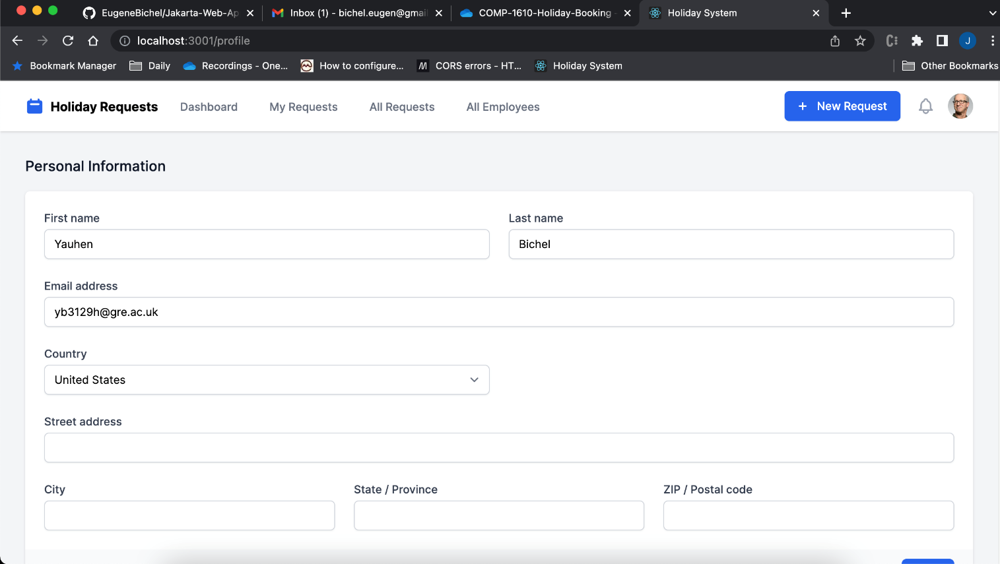 EugeneBichel/Jakarta-Web-Ap
Inbox (1) - bichel.eugen@gmai
COMP-1610-Holiday-Booking
Holiday System
localhost:3001/profile
J
Bookmark Manager
Daily
Recordings - One...
How to configure...
CORS errors - HT...
Holiday System
Other Bookmarks
Holiday Requests
Dashboard
My Requests
All Requests
All Employees
+ New Request
Personal Information
First name
Last name
Yauhen
Bichel
Email address
yb3129h@gre.ac.uk
Country
United States
Street address
City
State / Province
ZIP / Postal code